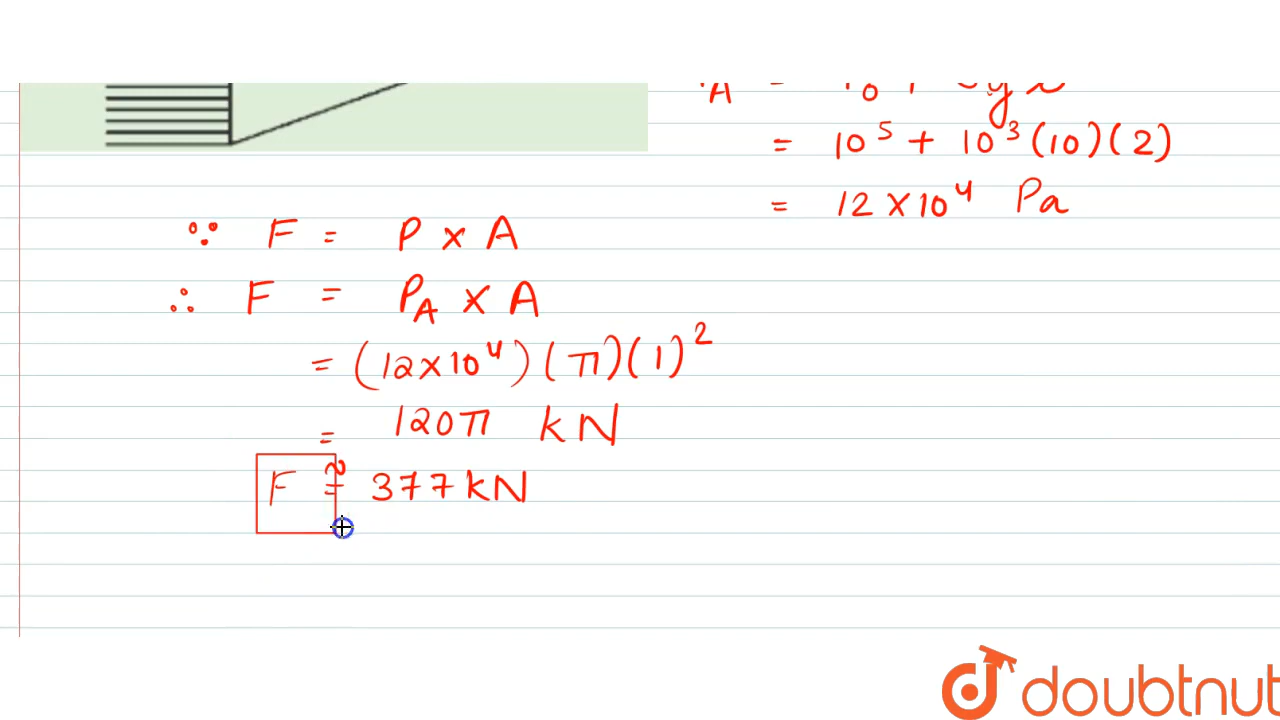 = 10⁵ + 10³(10)(2)
= 12 × 10⁴ Pa
∵ F = P × A
∴ F = P_A × A
= (12×10⁴)(π)(1)²
= 120π kN
F ≈ 377 kN
doubtnut